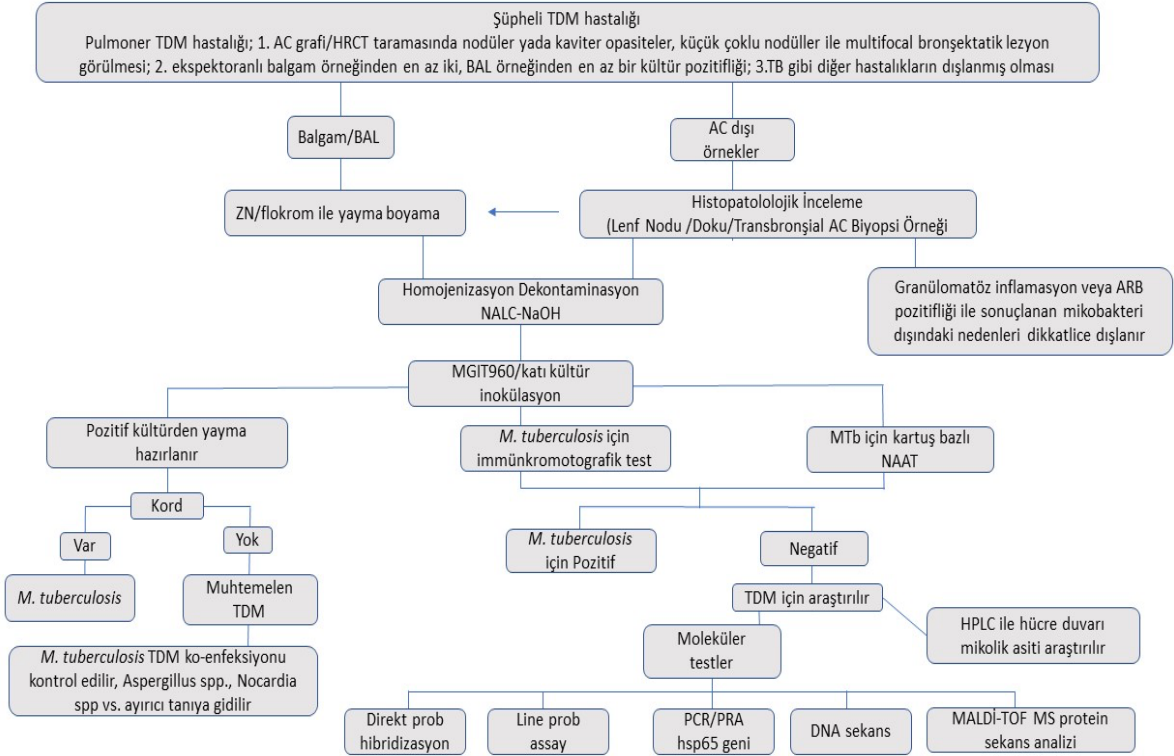 Şüpheli TDM hastalığı
Pulmoner TDM hastalığı; 1. AC grafi/HRCT taramasında nodüler yada kaviter opasiteler, küçük çoklu nodüller ile multifocal bronşektatik lezyon
görülmesi; 2. ekspektoranlı balgam örneğinden en az iki, BAL örneğinden en az bir kültür pozitifliği; 3.TB gibi diğer hastalıkların dışlanmış olması
Balgam/BAL
AC dışı
örnekler
ZN/flokrom ile yayma boyama
Histopatololojik İnceleme
(Lenf Nodu /Doku/Transbronşial AC Biyopsi Örneği
Homojenizasyon Dekontaminasyon
NALC-NaOH
Granülomatöz inflamasyon veya ARB
pozitifliği ile sonuçlanan mikobakteri
dışındaki nedenleri dikkatlice dışlanır
MGIT960/katı kültür
inokülasyon
Pozitif kültürden yayma
hazırlanır
M. tuberculosis için
immünkromotografik test
MTb için kartuş bazlı
NAAT
Kord
Var
Yok
M. tuberculosis
için Pozitif
Negatif
M. tuberculosis
Muhtemelen
TDM
TDM için araştırılır
HPLC ile hücre duvarı
mikolik asiti araştırılır
Moleküler
testler
M. tuberculosis TDM ko-enfeksiyonu
kontrol edilir, Aspergillus spp., Nocardia
spp vs. ayırıcı tanıya gidilir
Direkt prob
hibridizasyon
Line prob
assay
PCR/PRA
hsp65 geni
DNA sekans
MALDİ-TOF MS protein
sekans analizi